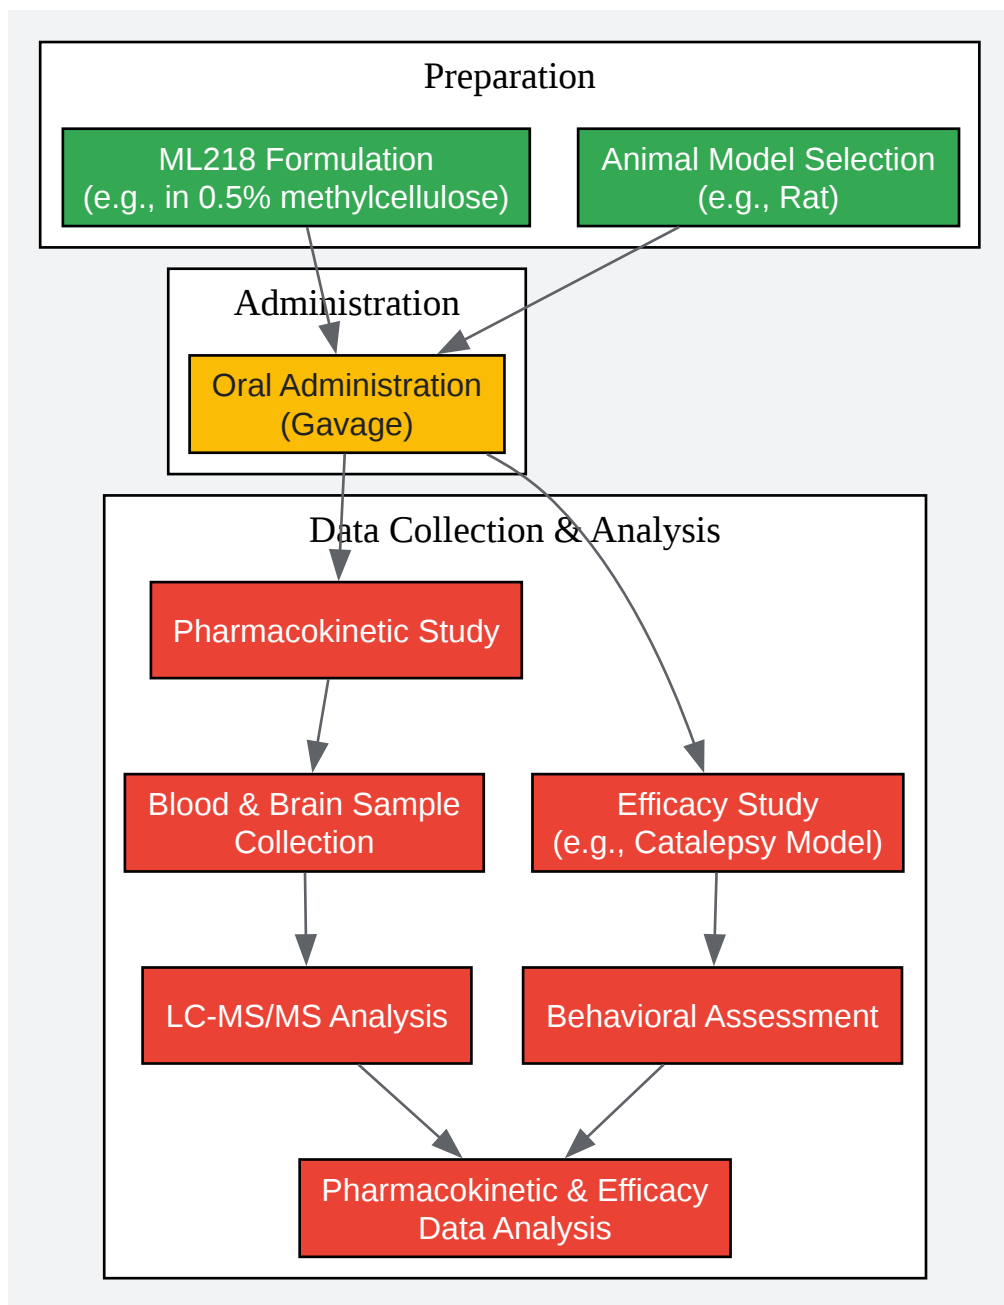 Preparation
ML218 Formulation
(e.g., in 0.5% methylcellulose)
Animal Model Selection
(e.g., Rat)
Administration
Oral Administration
(Gavage)
Data Collection & Analysis
Pharmacokinetic Study
Blood & Brain Sample
Collection
Efficacy Study
(e.g., Catalepsy Model)
LC-MS/MS Analysis
Behavioral Assessment
Pharmacokinetic & Efficacy
Data Analysis